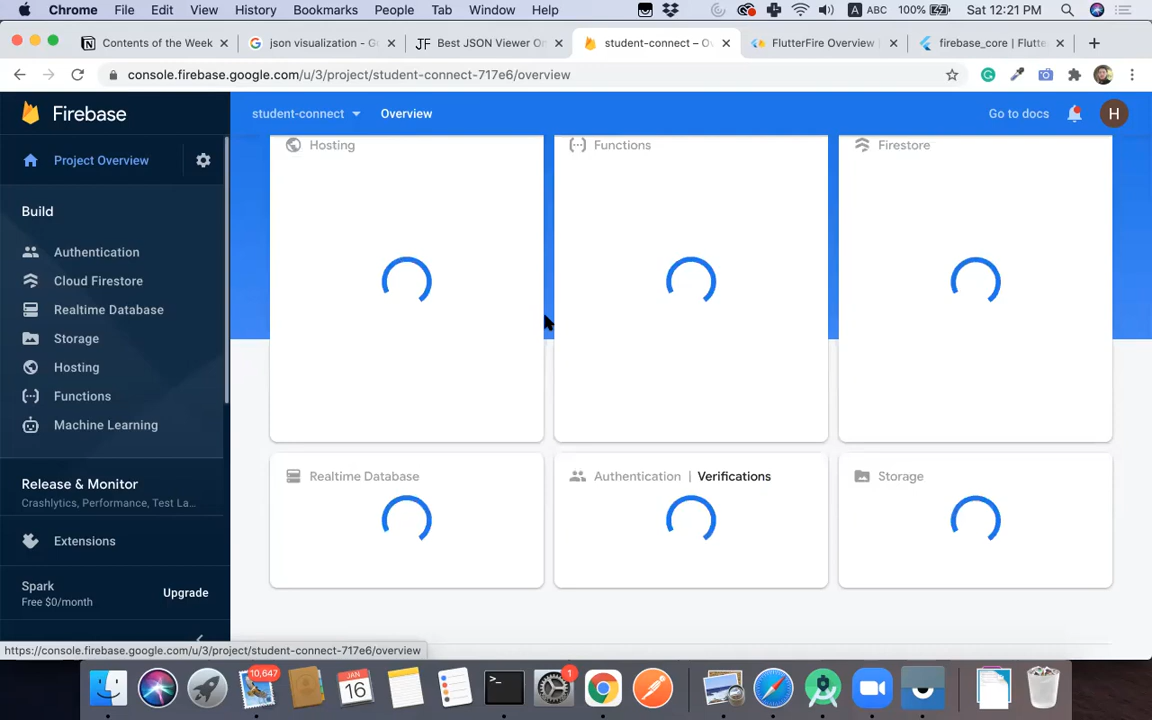 Chrome File Edit View History Bookmarks People Tab Window Help A ABC 100% Sat 12:21 PM
Contents of the Week
json visualization - G
JF Best JSON Viewer On
student-connect – Ov
FlutterFire Overview
firebase_core | Flutte
console.firebase.google.com/u/3/project/student-connect-717e6/overview
Firebase
student-connect Overview Go to docs H
Project Overview
Build
Authentication
Cloud Firestore
Realtime Database
Storage
Hosting
Functions
Machine Learning
Release & Monitor
Crashlytics, Performance, Test La...
Extensions
Spark
Free $0/month
Upgrade
Hosting
Functions
Firestore
Realtime Database
Authentication | Verifications
Storage
https://console.firebase.google.com/u/3/project/student-connect-717e6/overview
10,647
JAN
16
>_
1